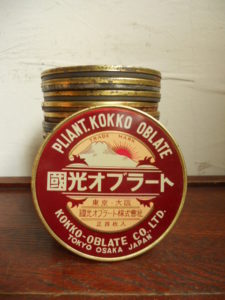 PLIANT. KOKKO OBLATE
TRADE MARK
國光オブラート
東京・大阪
國光オブラート株式會社
KOKKO-OBLATE CO., LTD.
TOKYO OSAKA JAPAN